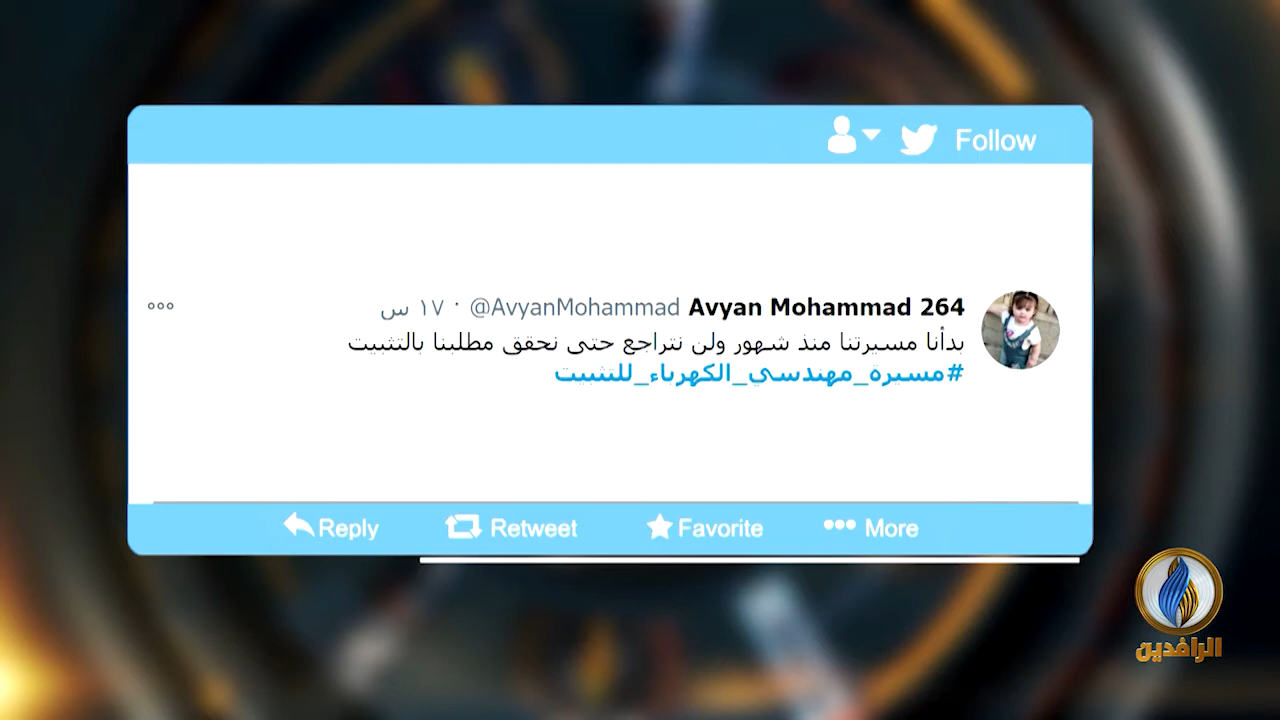 Follow
Avyan Mohammad 264 @AvyanMohammad · ١٧ س
بدأنا مسيرتنا منذ شهور ولن نتراجع حتى نحقق مطلبنا بالتثبيت
#مسيرة_مهندسي_الكهرباء_للتثبيت
Reply Retweet Favorite More
الرافدين